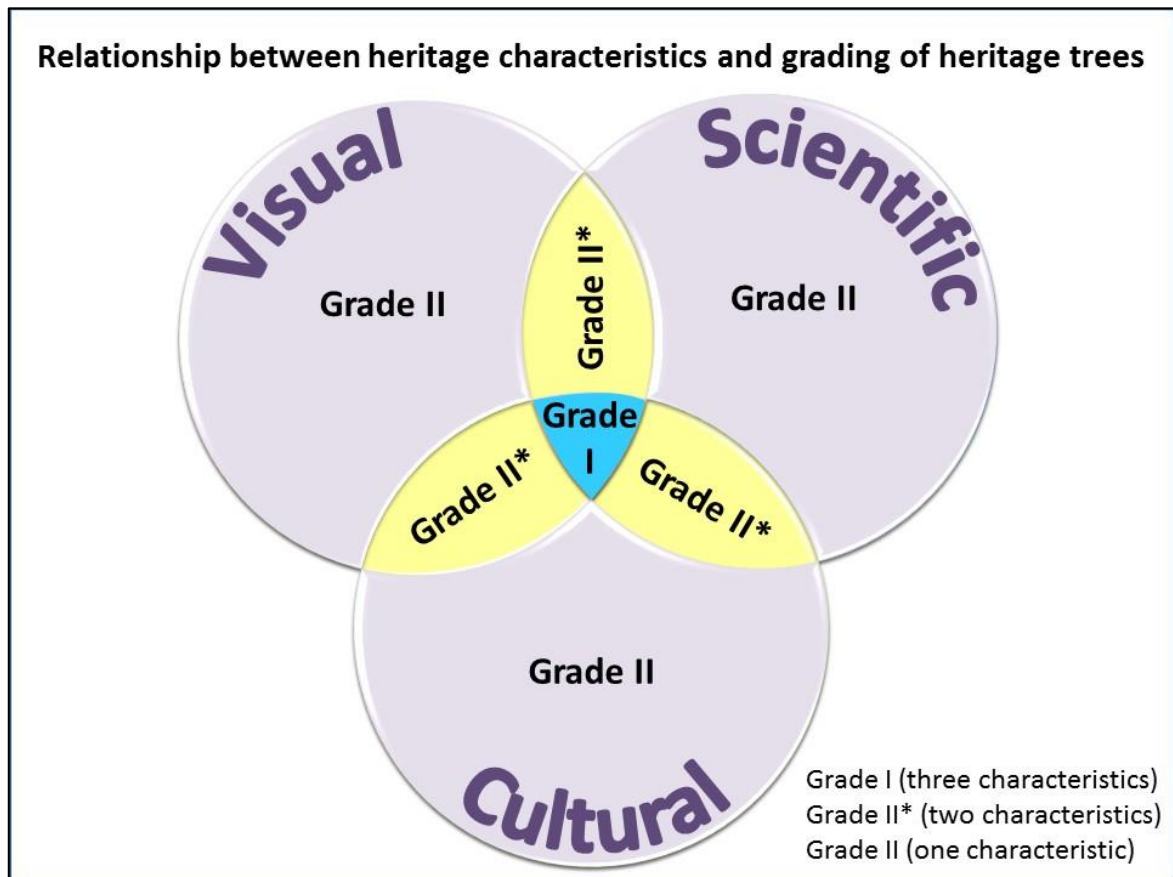 Relationship between heritage characteristics and grading of heritage trees
Visual
Scientific
Grade II
Grade II*
Grade II
Grade
I
Grade II*
Grade II*
Grade II
Cultural
Grade I (three characteristics)
Grade II* (two characteristics)
Grade II (one characteristic)